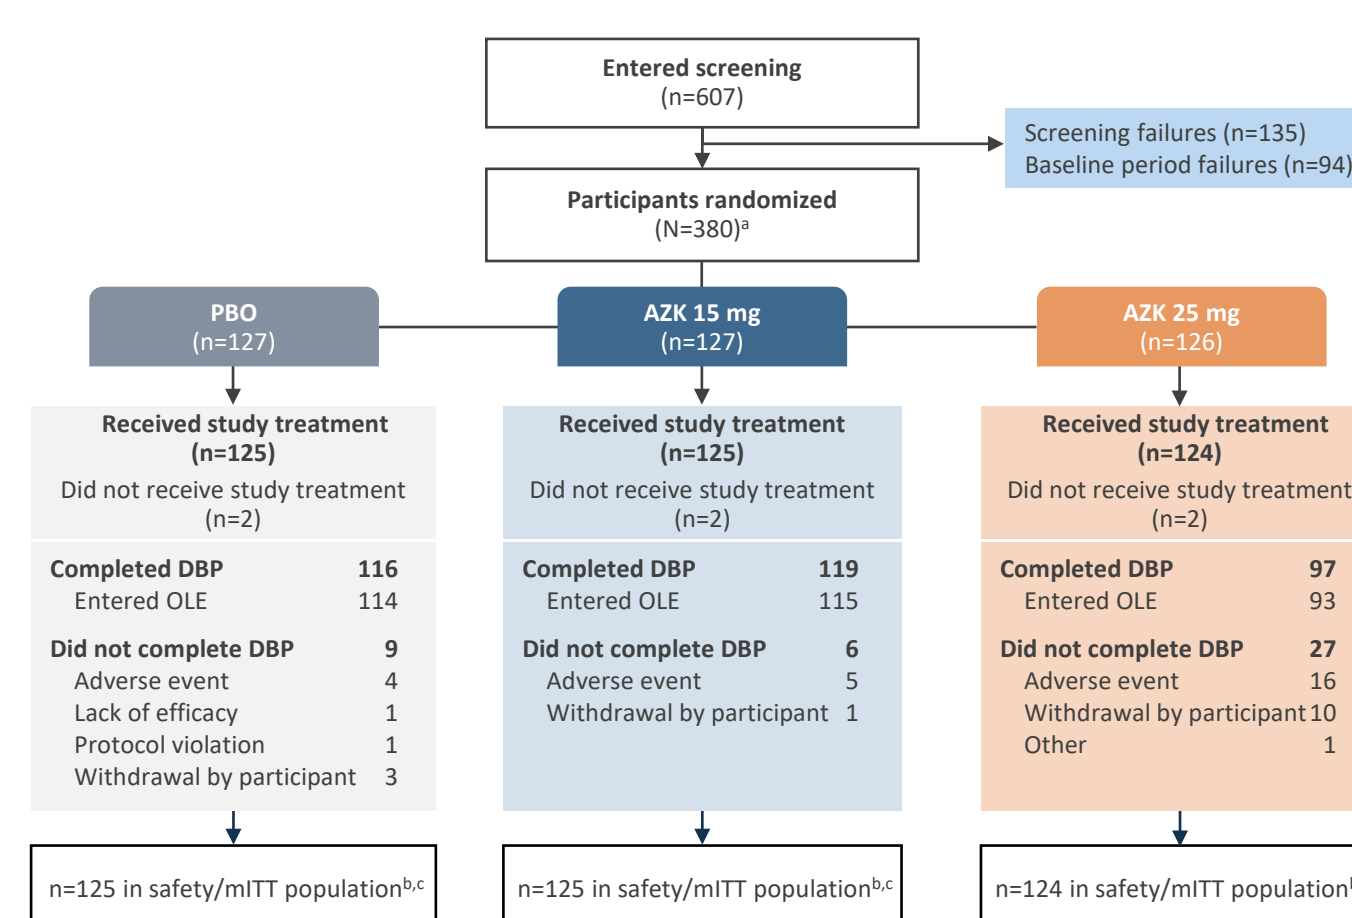 Entered screening
(n=607)
Screening failures (n=135)
Baseline period failures (n=94)
Participants randomized
(N=380)ᵃ
PBO
(n=127)
AZK 15 mg
(n=127)
AZK 25 mg
(n=126)
Received study treatment
(n=125)
Did not receive study treatment
(n=2)
Completed DBP 116
Entered OLE 114
Did not complete DBP 9
Adverse event 4
Lack of efficacy 1
Protocol violation 1
Withdrawal by participant 3
n=125 in safety/mITT populationᵇ,ᶜ
Received study treatment
(n=125)
Did not receive study treatment
(n=2)
Completed DBP 119
Entered OLE 115
Did not complete DBP 6
Adverse event 5
Withdrawal by participant 1
n=125 in safety/mITT populationᵇ,ᶜ
Received study treatment
(n=124)
Did not receive study treatment
(n=2)
Completed DBP 97
Entered OLE 93
Did not complete DBP 27
Adverse event 16
Withdrawal by participant 10
Other 1
n=124 in safety/mITT population